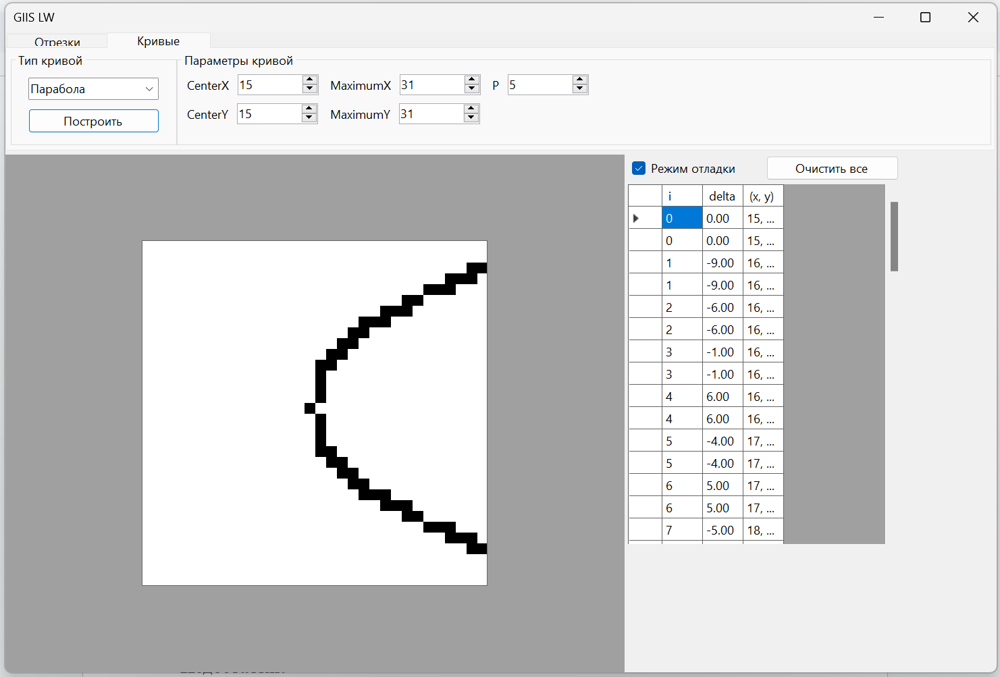 GIIS LW
Отрезки Кривые
Тип кривой Параметры кривой
Парабола CenterX 15 MaximumX 31 P 5
Построить CenterY 15 MaximumY 31
Режим отладки Очистить все
i delta (x, y)
0 0.00 15, ...
0 0.00 15, ...
1 -9.00 16, ...
1 -9.00 16, ...
2 -6.00 16, ...
2 -6.00 16, ...
3 -1.00 16, ...
3 -1.00 16, ...
4 6.00 16, ...
4 6.00 16, ...
5 -4.00 17, ...
5 -4.00 17, ...
6 5.00 17, ...
6 5.00 17, ...
7 -5.00 18, ...